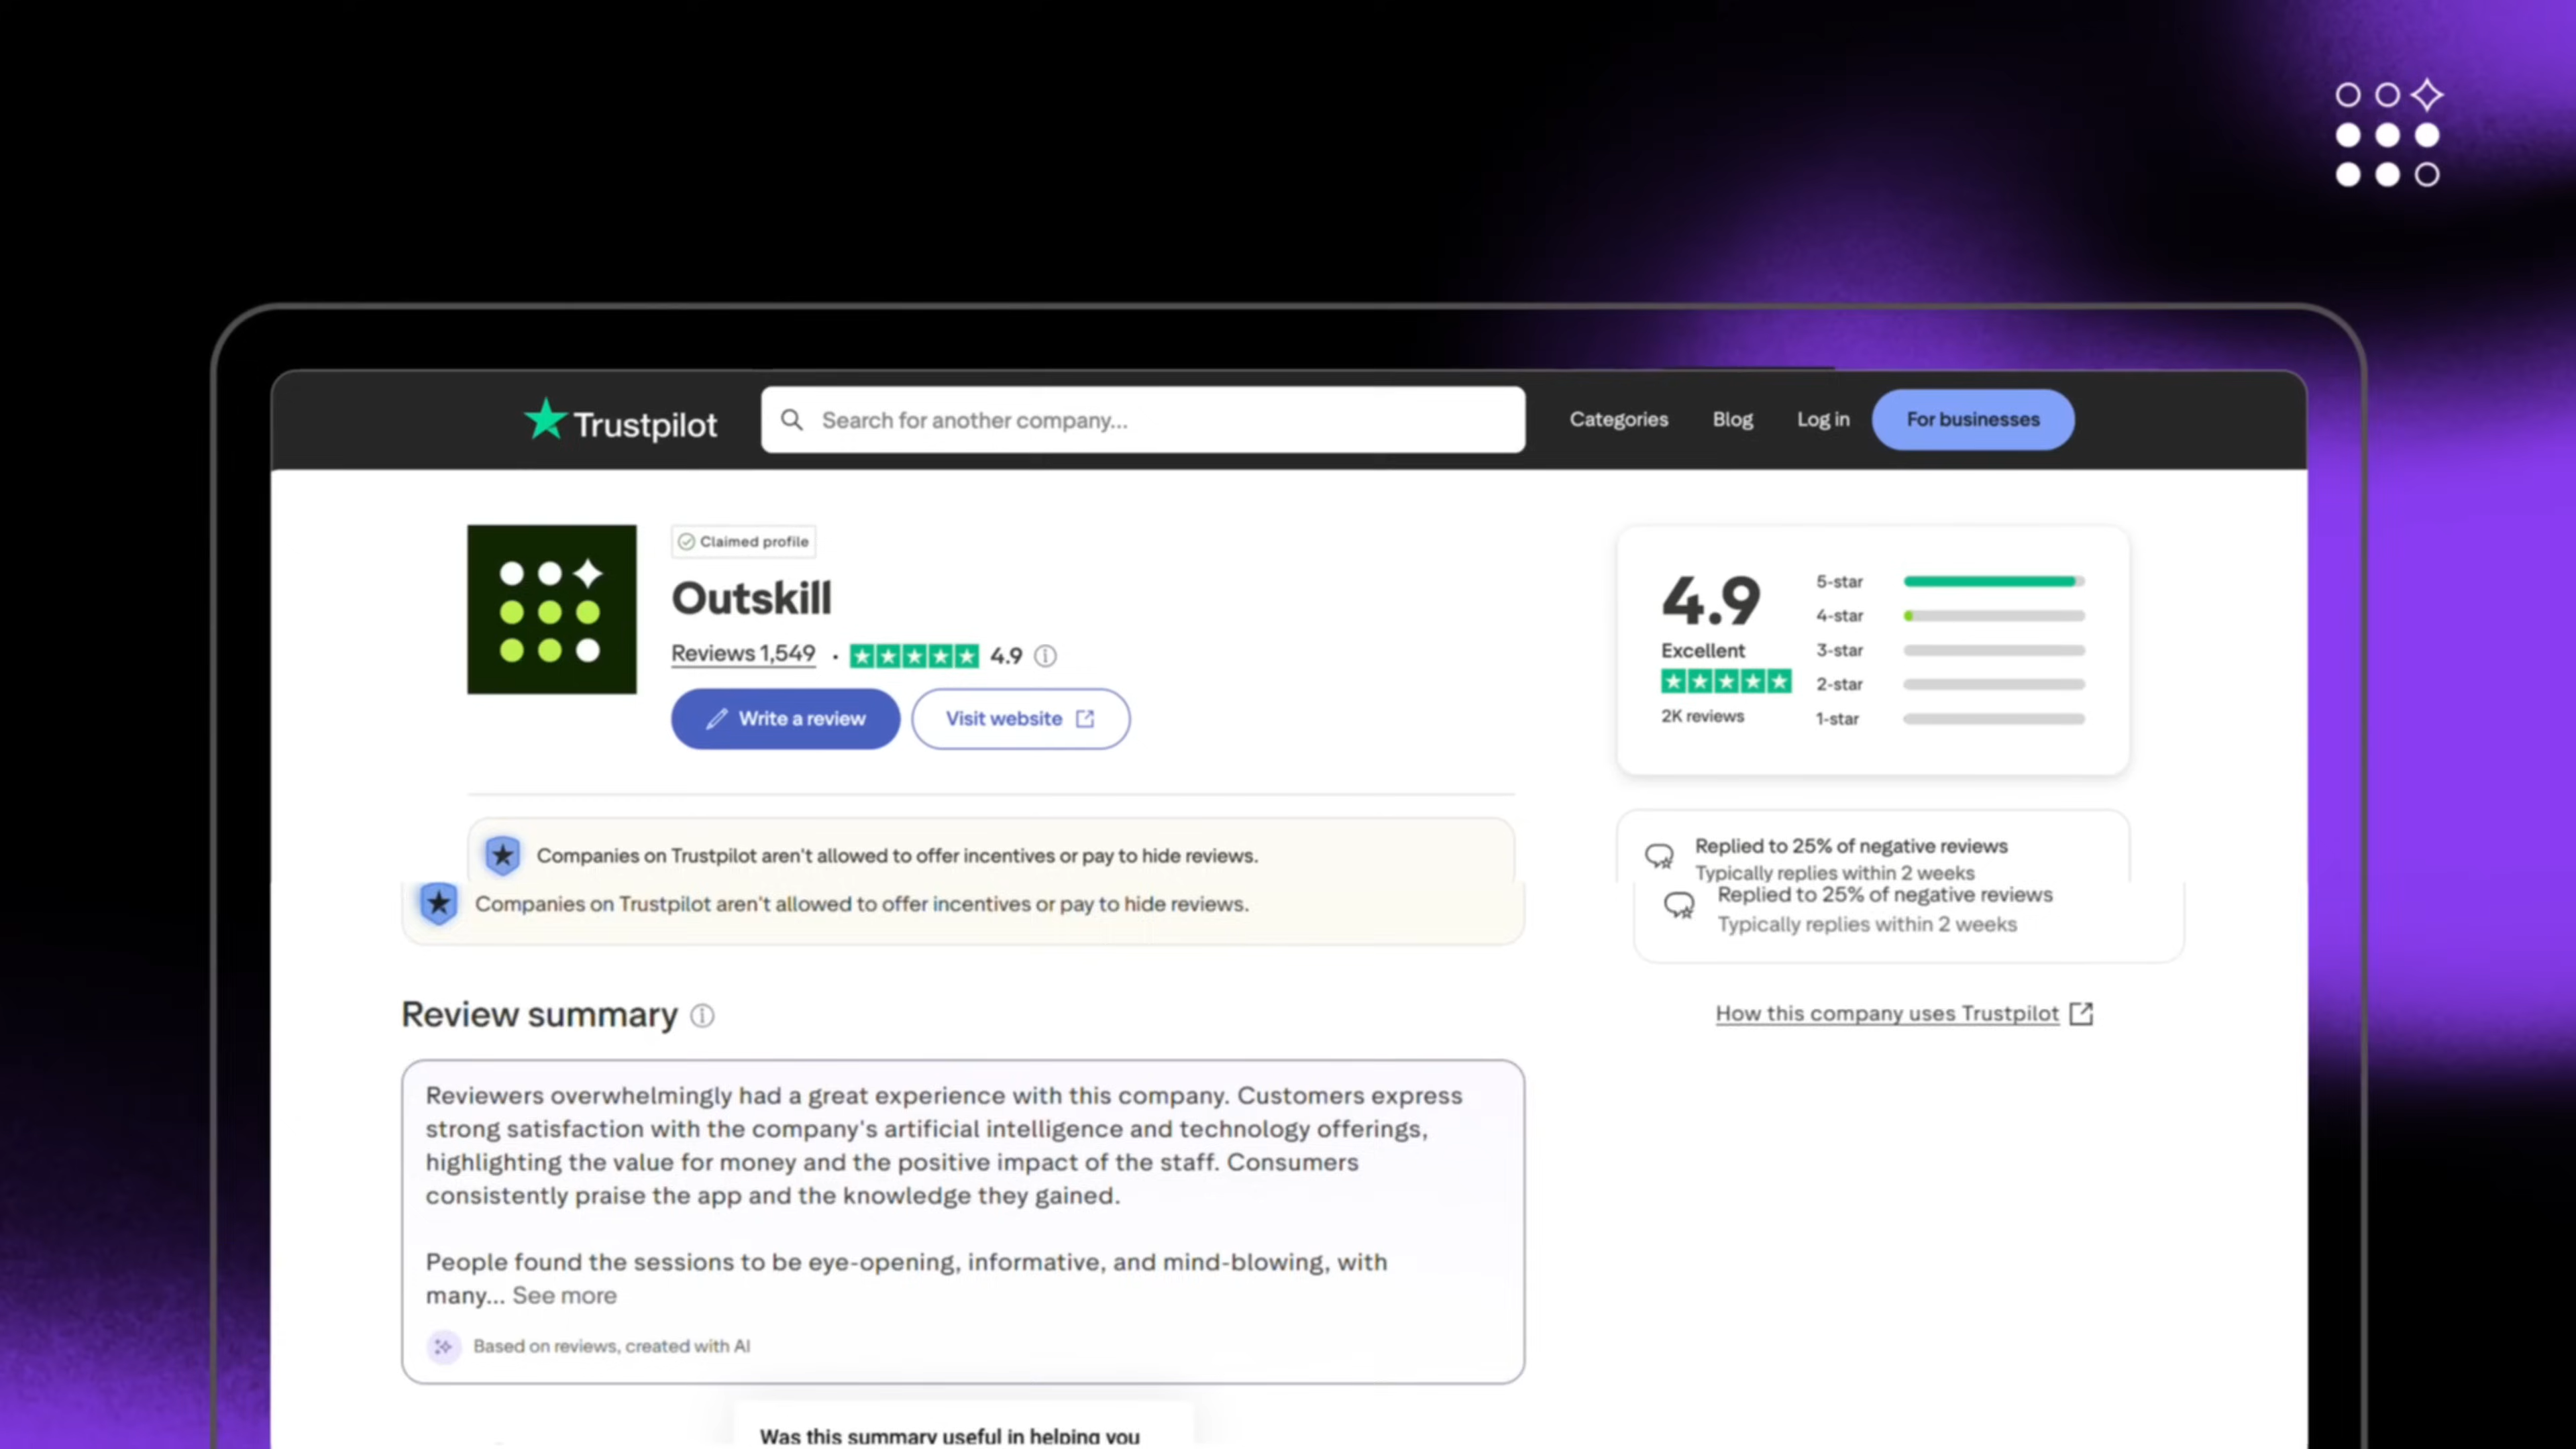 Trustpilot
Search for another company...
Categories
Blog
Log in
For businesses
Claimed profile
Outskill
Reviews 1,549 · 4.9
Write a review
Visit website
4.9
Excellent
2K reviews
5-star
4-star
3-star
2-star
1-star
Companies on Trustpilot aren't allowed to offer incentives or pay to hide reviews.
Companies on Trustpilot aren't allowed to offer incentives or pay to hide reviews.
Replied to 25% of negative reviews
Typically replies within 2 weeks
Replied to 25% of negative reviews
Typically replies within 2 weeks
How this company uses Trustpilot
Review summary
Reviewers overwhelmingly had a great experience with this company. Customers express
strong satisfaction with the company's artificial intelligence and technology offerings,
highlighting the value for money and the positive impact of the staff. Consumers
consistently praise the app and the knowledge they gained.
People found the sessions to be eye-opening, informative, and mind-blowing, with
many... See more
Based on reviews, created with AI
Was this summary useful in helping you